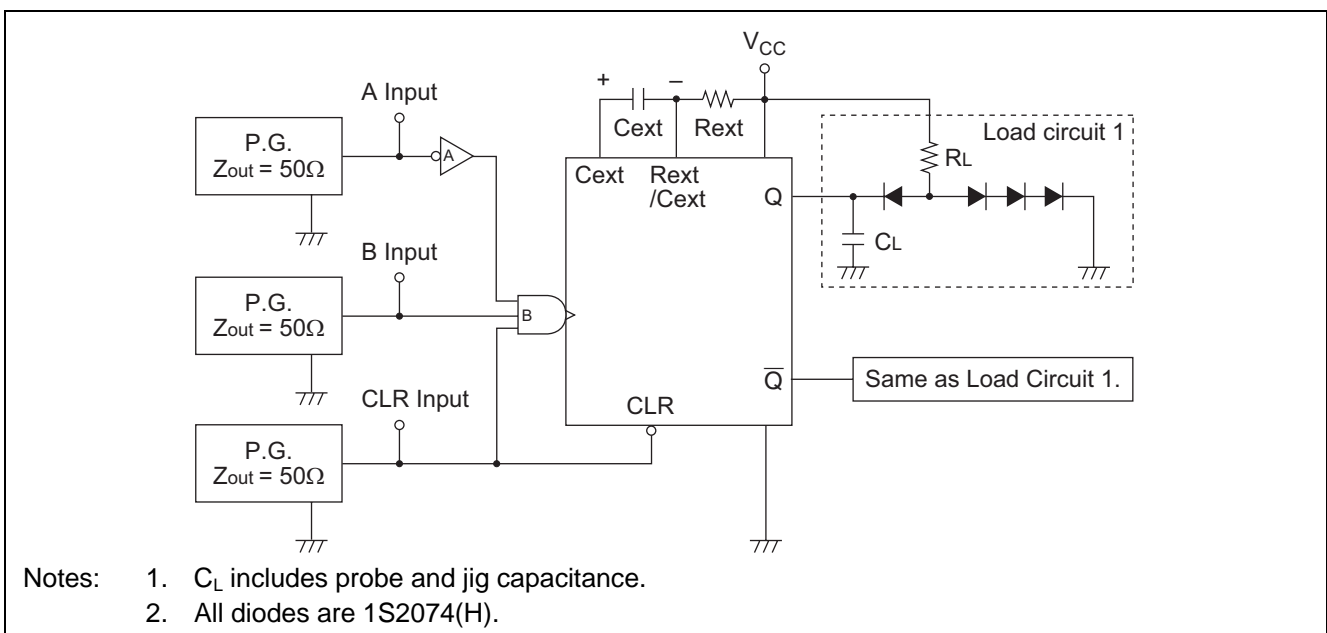 VCC
+ −
A Input
Cext Rext
Load circuit 1
P.G.
Zout = 50Ω
A
RL
Cext Rext
/Cext
Q
CL
B Input
P.G.
Zout = 50Ω
B
Q̅
Same as Load Circuit 1.
CLR Input
CLR
P.G.
Zout = 50Ω
Notes: 1. CL includes probe and jig capacitance.
2. All diodes are 1S2074(H).